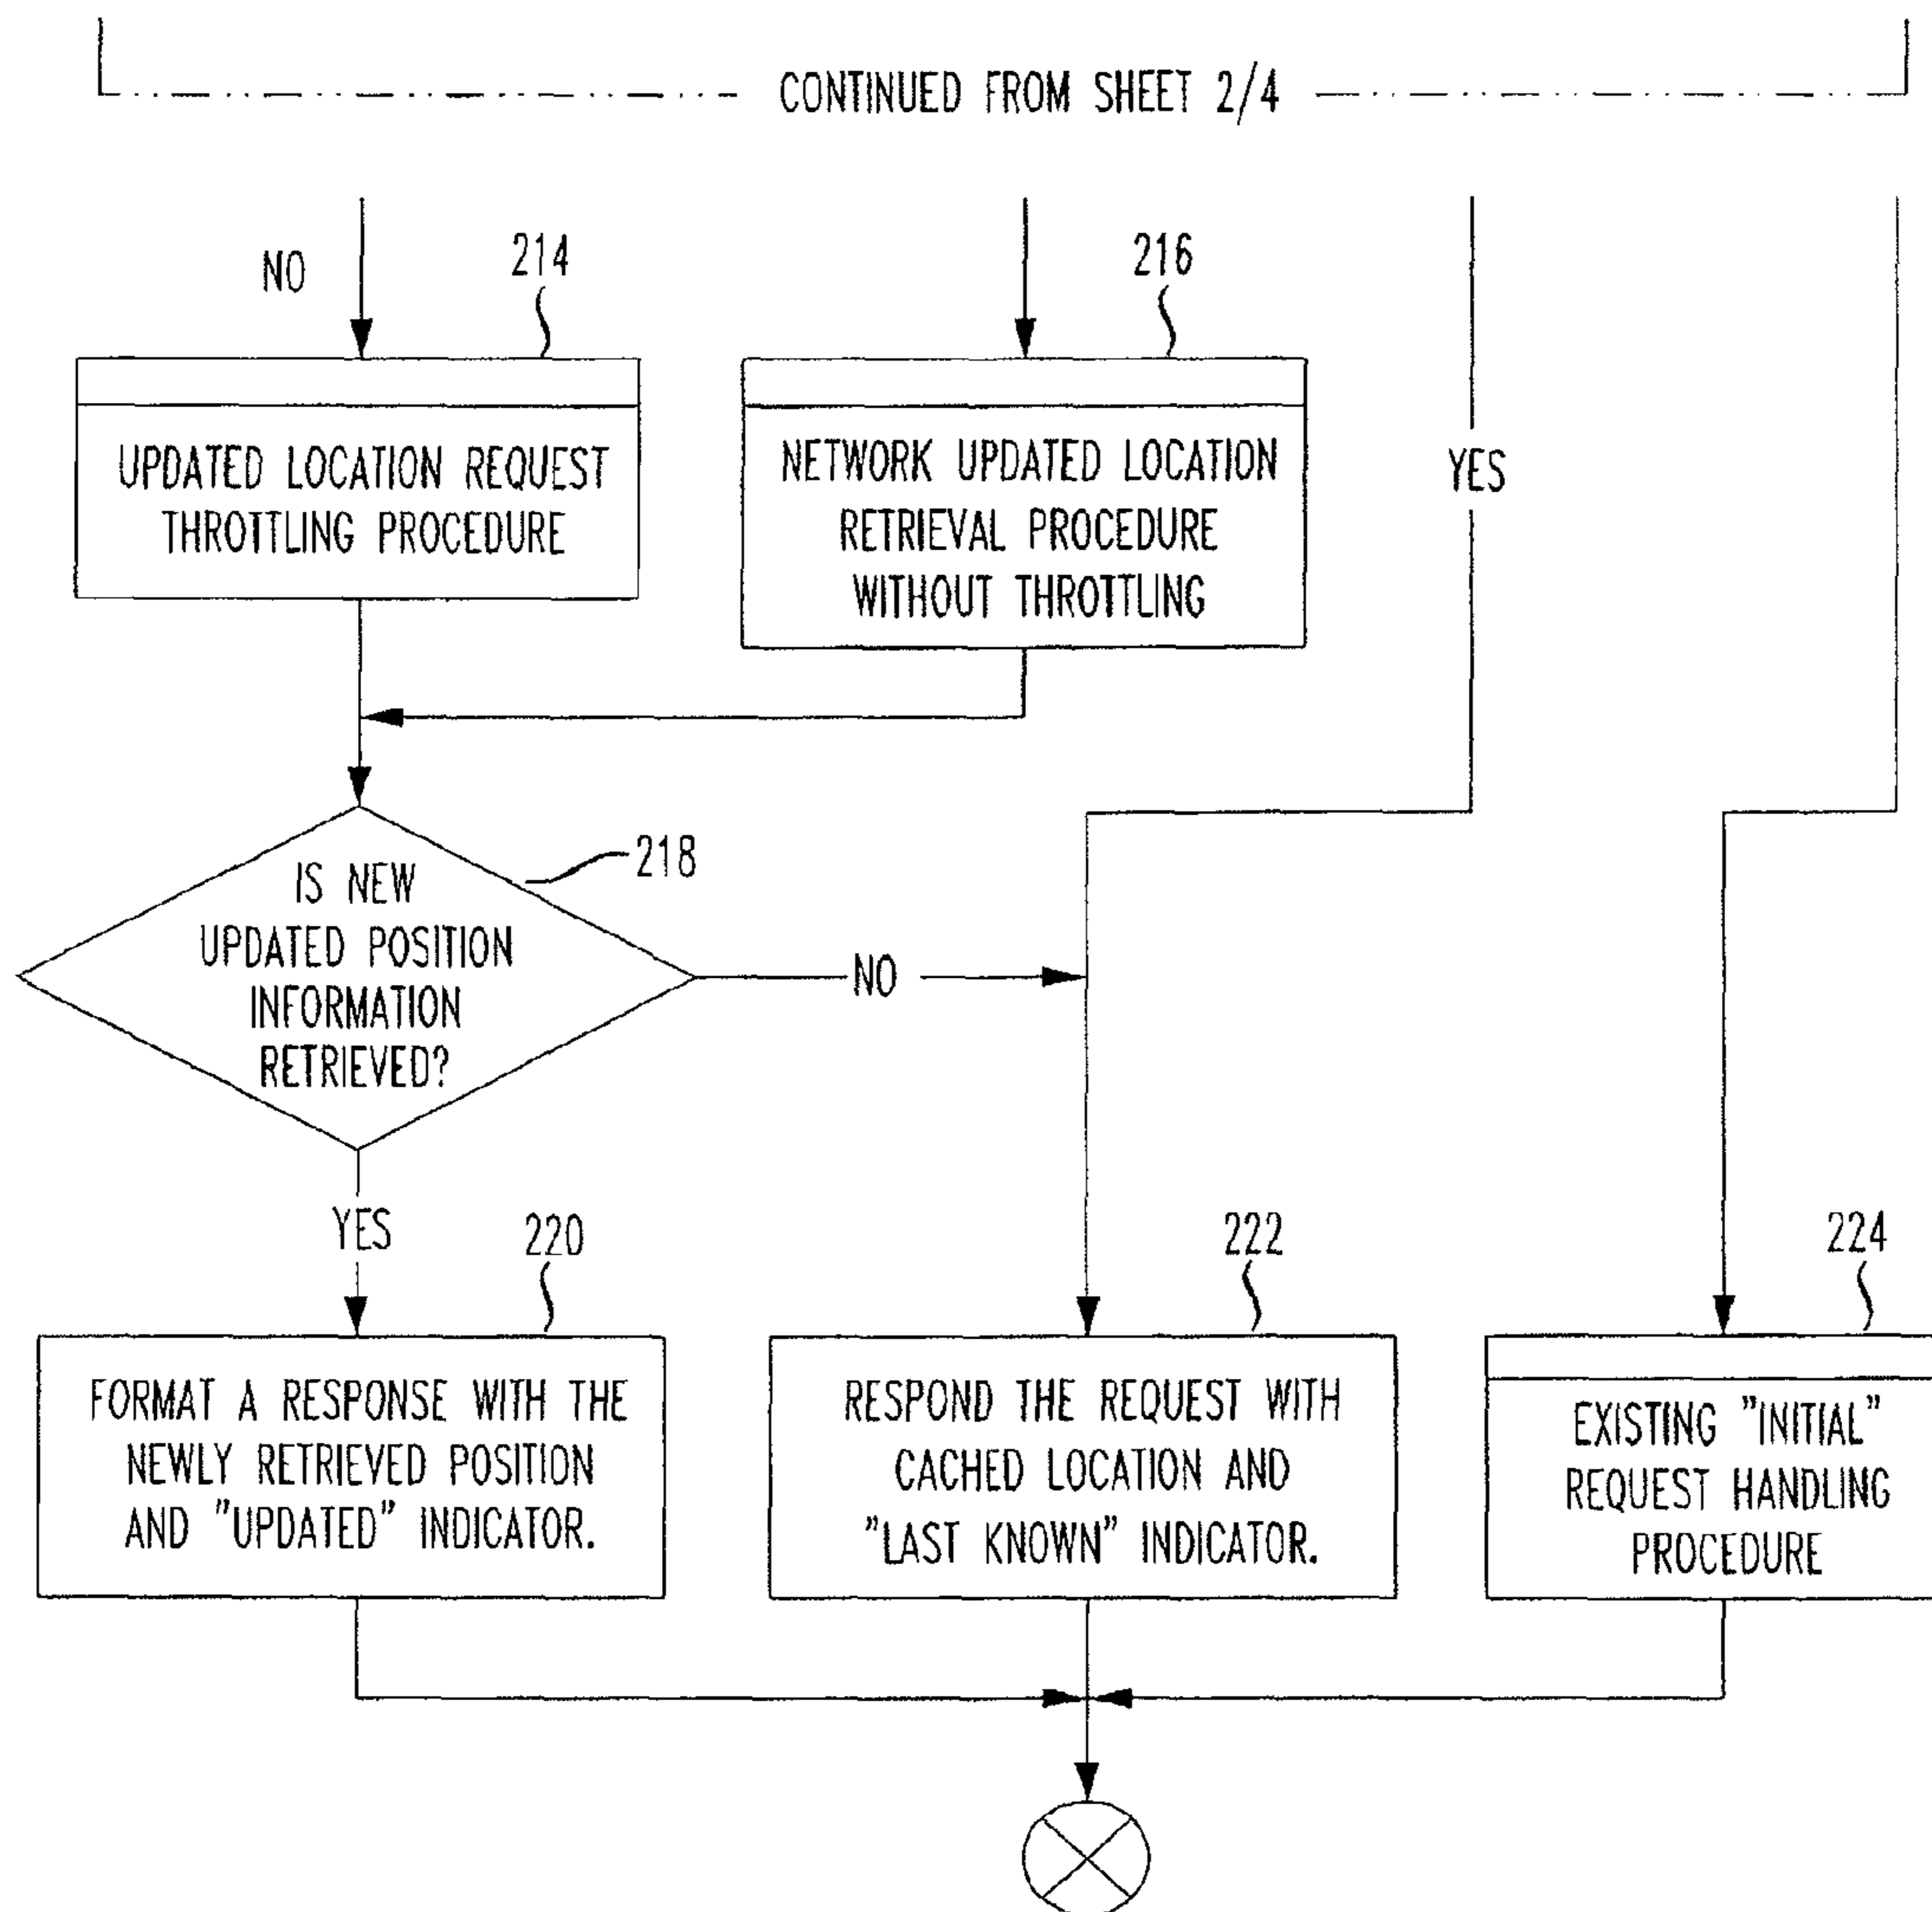 CONTINUED FROM SHEET 2/4
NO
214
216
UPDATED LOCATION REQUEST
THROTTLING PROCEDURE
NETWORK UPDATED LOCATION
RETRIEVAL PROCEDURE
WITHOUT THROTTLING
YES
218
IS NEW
UPDATED POSITION
INFORMATION
RETRIEVED?
NO
YES
220
222
224
FORMAT A RESPONSE WITH THE
NEWLY RETRIEVED POSITION
AND "UPDATED" INDICATOR.
RESPOND THE REQUEST WITH
CACHED LOCATION AND
"LAST KNOWN" INDICATOR.
EXISTING "INITIAL"
REQUEST HANDLING
PROCEDURE